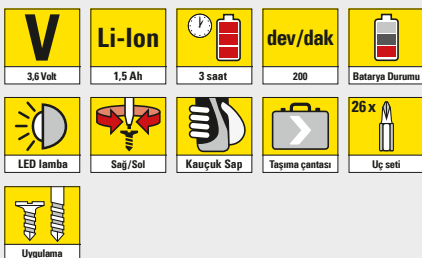 V
Li-Ion
dev/dak
3,6 Volt
1,5 Ah
3 saat
200
Batarya Durumu
26 x
LED lamba
Sağ/Sol
Kauçuk Sap
Taşıma çantası
Uç seti
Uygulama